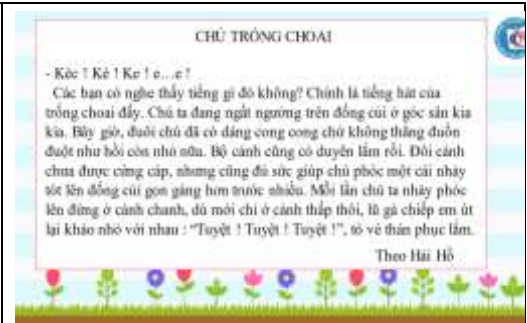 CHÚ TRỐNG CHOAI
- Kéc ! Ké ! Ke ! e…e !
Các bạn có nghe thấy tiếng gì đó không? Chính là tiếng hát của
trống choai đấy. Chú ta đang ngất ngưởng trên đống củi ở góc sân kia
kìa. Bây giờ, đuôi chú đã có dáng cong cong chứ không thẳng đuồn
đuột như hồi còn nhỏ nữa. Bộ cánh cũng có duyên lắm rồi. Đôi cánh
chưa được cứng cáp, nhưng cũng đủ sức giúp chú phóc một cái nhảy
tót lên đống củi gọn gàng hơn trước nhiều. Mỗi lần chú ta nhảy phóc
lên đứng ở cành chanh, dù mới chỉ ở cành thấp thôi, lũ gà chiếp em út
lại kháo nhỏ với nhau : “Tuyệt ! Tuyệt ! Tuyệt !”, tỏ vẻ thán phục lắm.
Theo Hải Hồ